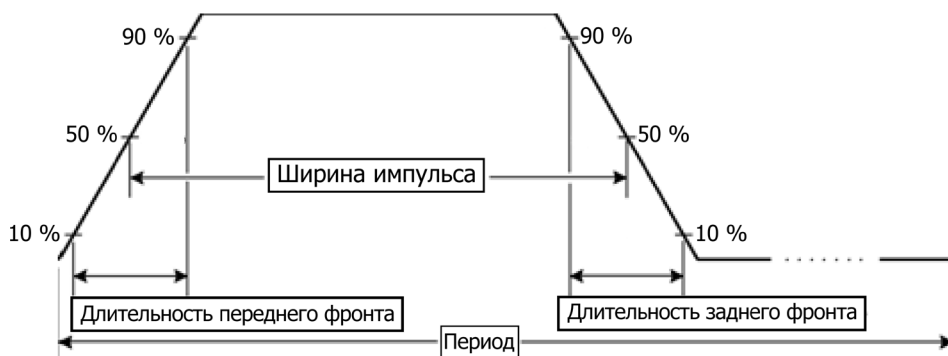 90 %
90 %
50 %
50 %
Ширина импульса
10 %
10 %
Длительность переднего фронта
Длительность заднего фронта
Период